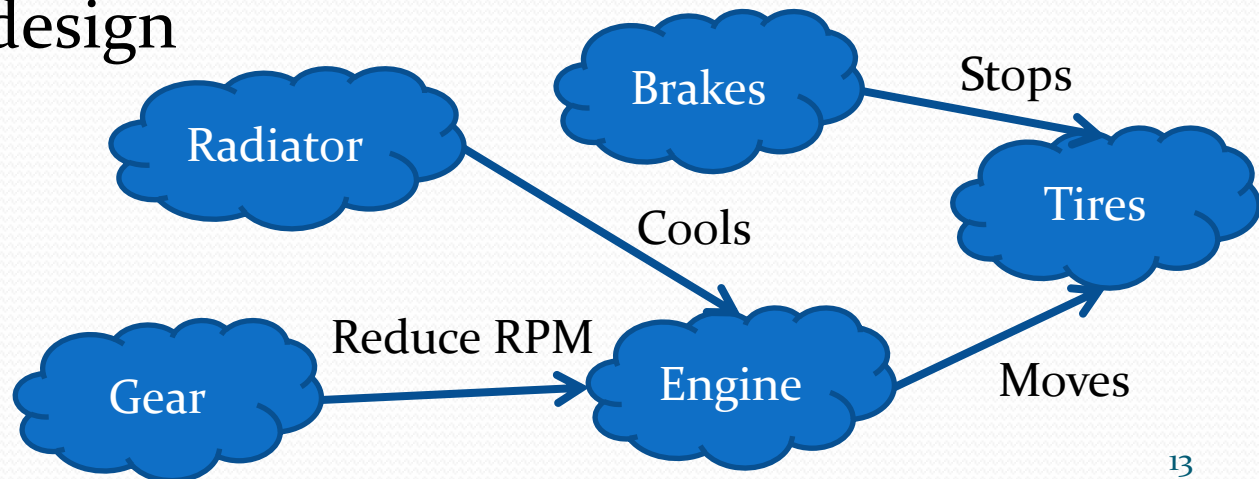 design
Brakes
Stops
Radiator
Tires
Cools
Reduce RPM
Gear
Engine
Moves
13